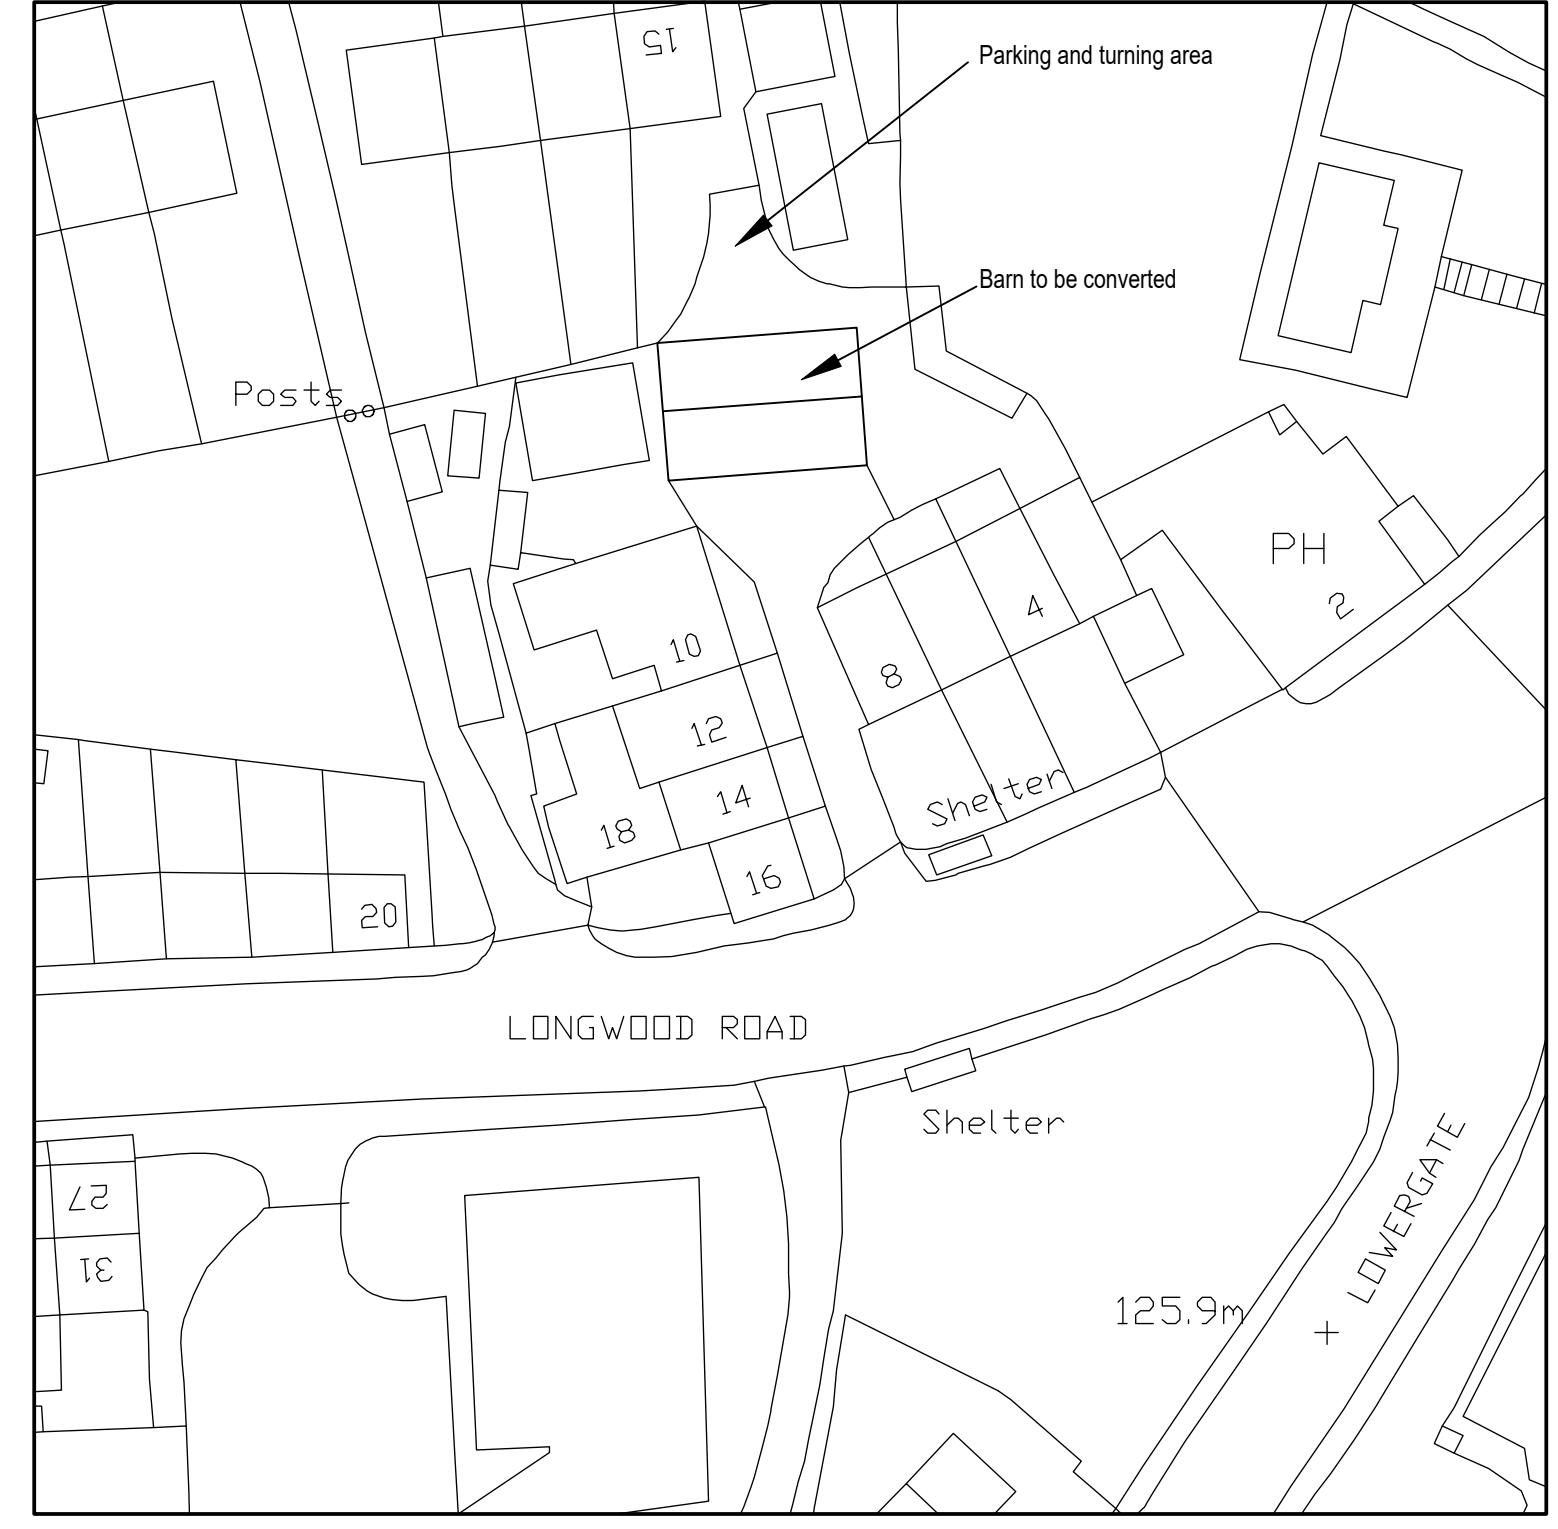 15
Parking and turning area
Barn to be converted
Posts
PH
2
4
10
8
12
14
Shelter
18
16
20
LONGWOOD ROAD
Shelter
LOWERGATE
27
31
125.9m